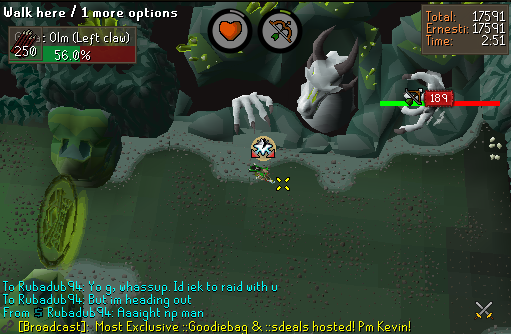 Walk here / 1 more options
Total: 17591
Ernesti: 17591
Time: 2:51
Olm (Left claw)
250
56.0%
189
To Rubadub94: Yo g, whassup. Id iek to raid with u
To Rubadub94: But im heading out
From Rubadub94: Aaaight np man
[Broadcast]: Most Exclusive ::Goodiebag & ::sdeals hosted! Pm Kevin!